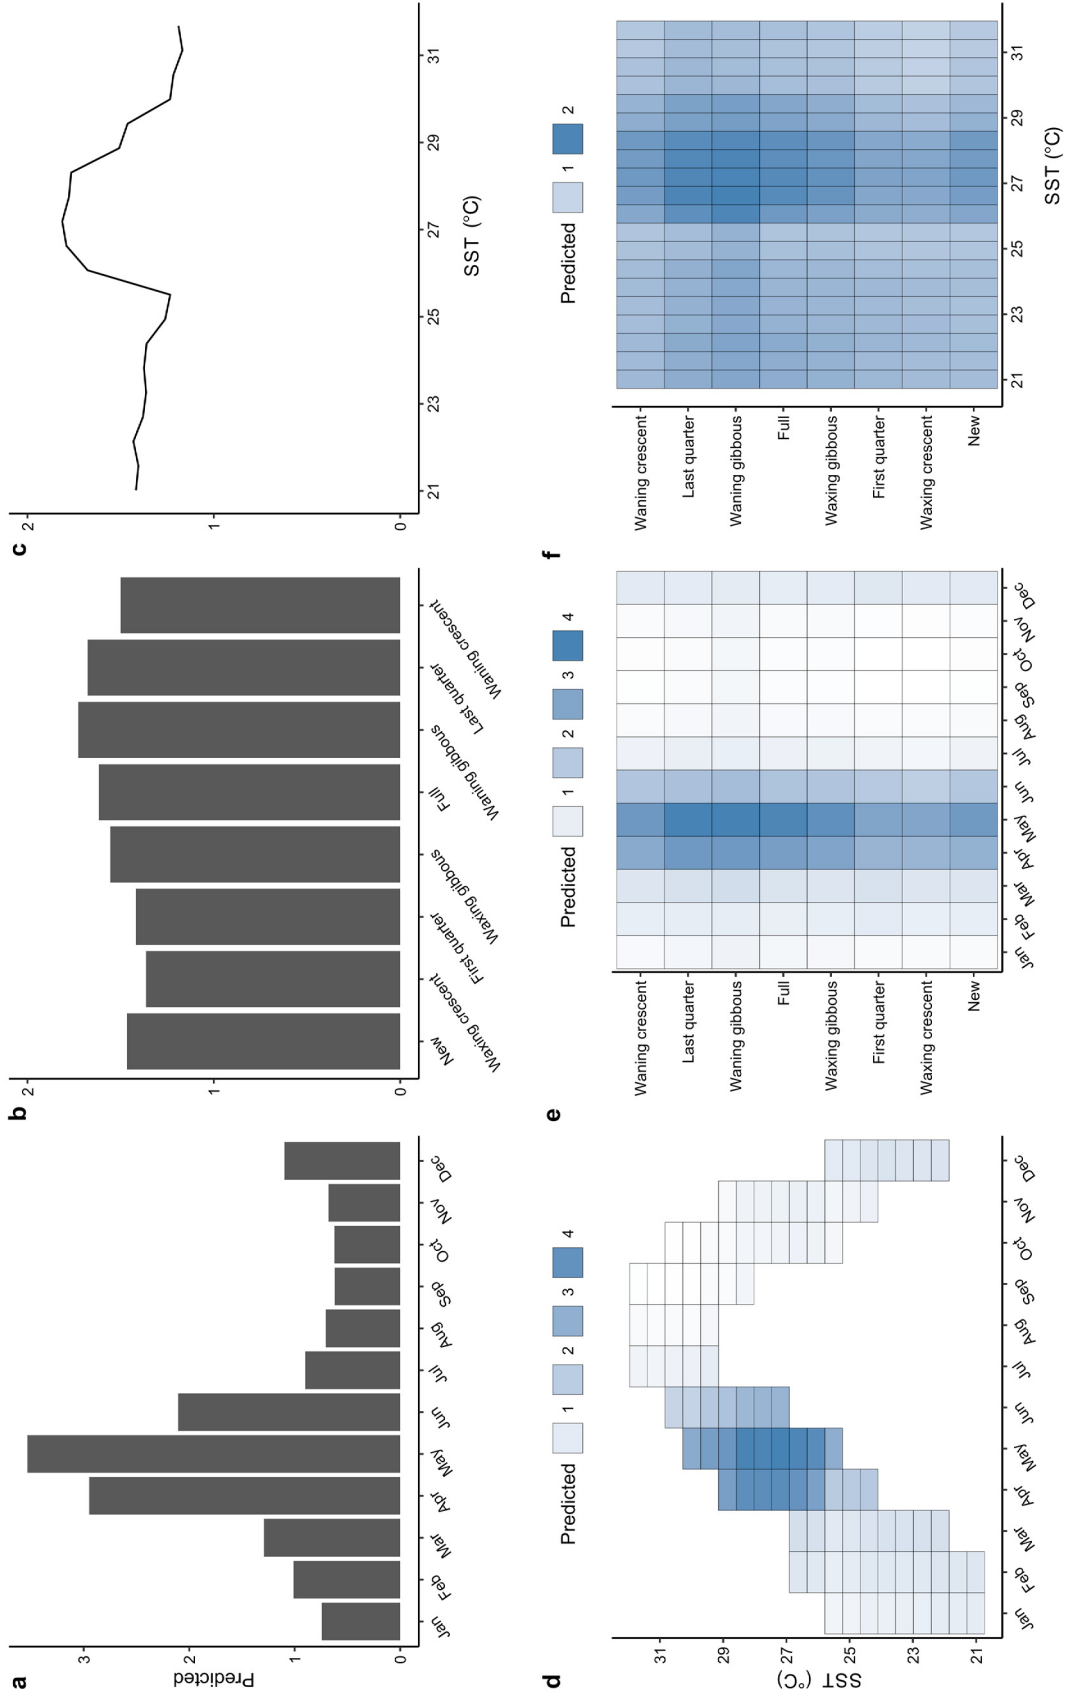 a
Predicted
3
2
1
0
Jan
Feb
Mar
Apr
May
Jun
Jul
Aug
Sep
Oct
Nov
Dec
b
2
1
0
New
Waxing crescent
First quarter
Waxing gibbous
Full
Waning gibbous
Last quarter
Waning crescent
c
2
1
0
21 23 25 27 29 31
SST (°C)
d
Predicted 1 2 3 4
SST (°C)
31
29
27
25
23
21
Jan
Feb
Mar
Apr
May
Jun
Jul
Aug
Sep
Oct
Nov
Dec
e
Predicted 1 2 3 4
Waning crescent
Last quarter
Waning gibbous
Full
Waxing gibbous
First quarter
Waxing crescent
New
Jan
Feb
Mar
Apr
May
Jun
Jul
Aug
Sep
Oct
Nov
Dec
f
Predicted 1 2
Waning crescent
Last quarter
Waning gibbous
Full
Waxing gibbous
First quarter
Waxing crescent
New
21 23 25 27 29 31
SST (°C)